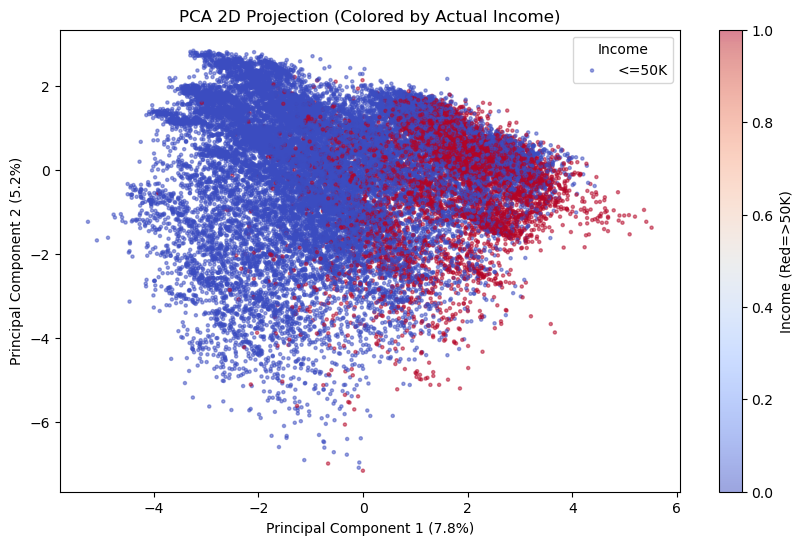 PCA 2D Projection (Colored by Actual Income)
Income
<=50K
2
0
−2
−4
−6
Principal Component 2 (5.2%)
−4
−2
0
2
4
6
Principal Component 1 (7.8%)
1.0
0.8
0.6
0.4
0.2
0.0
Income (Red=>50K)